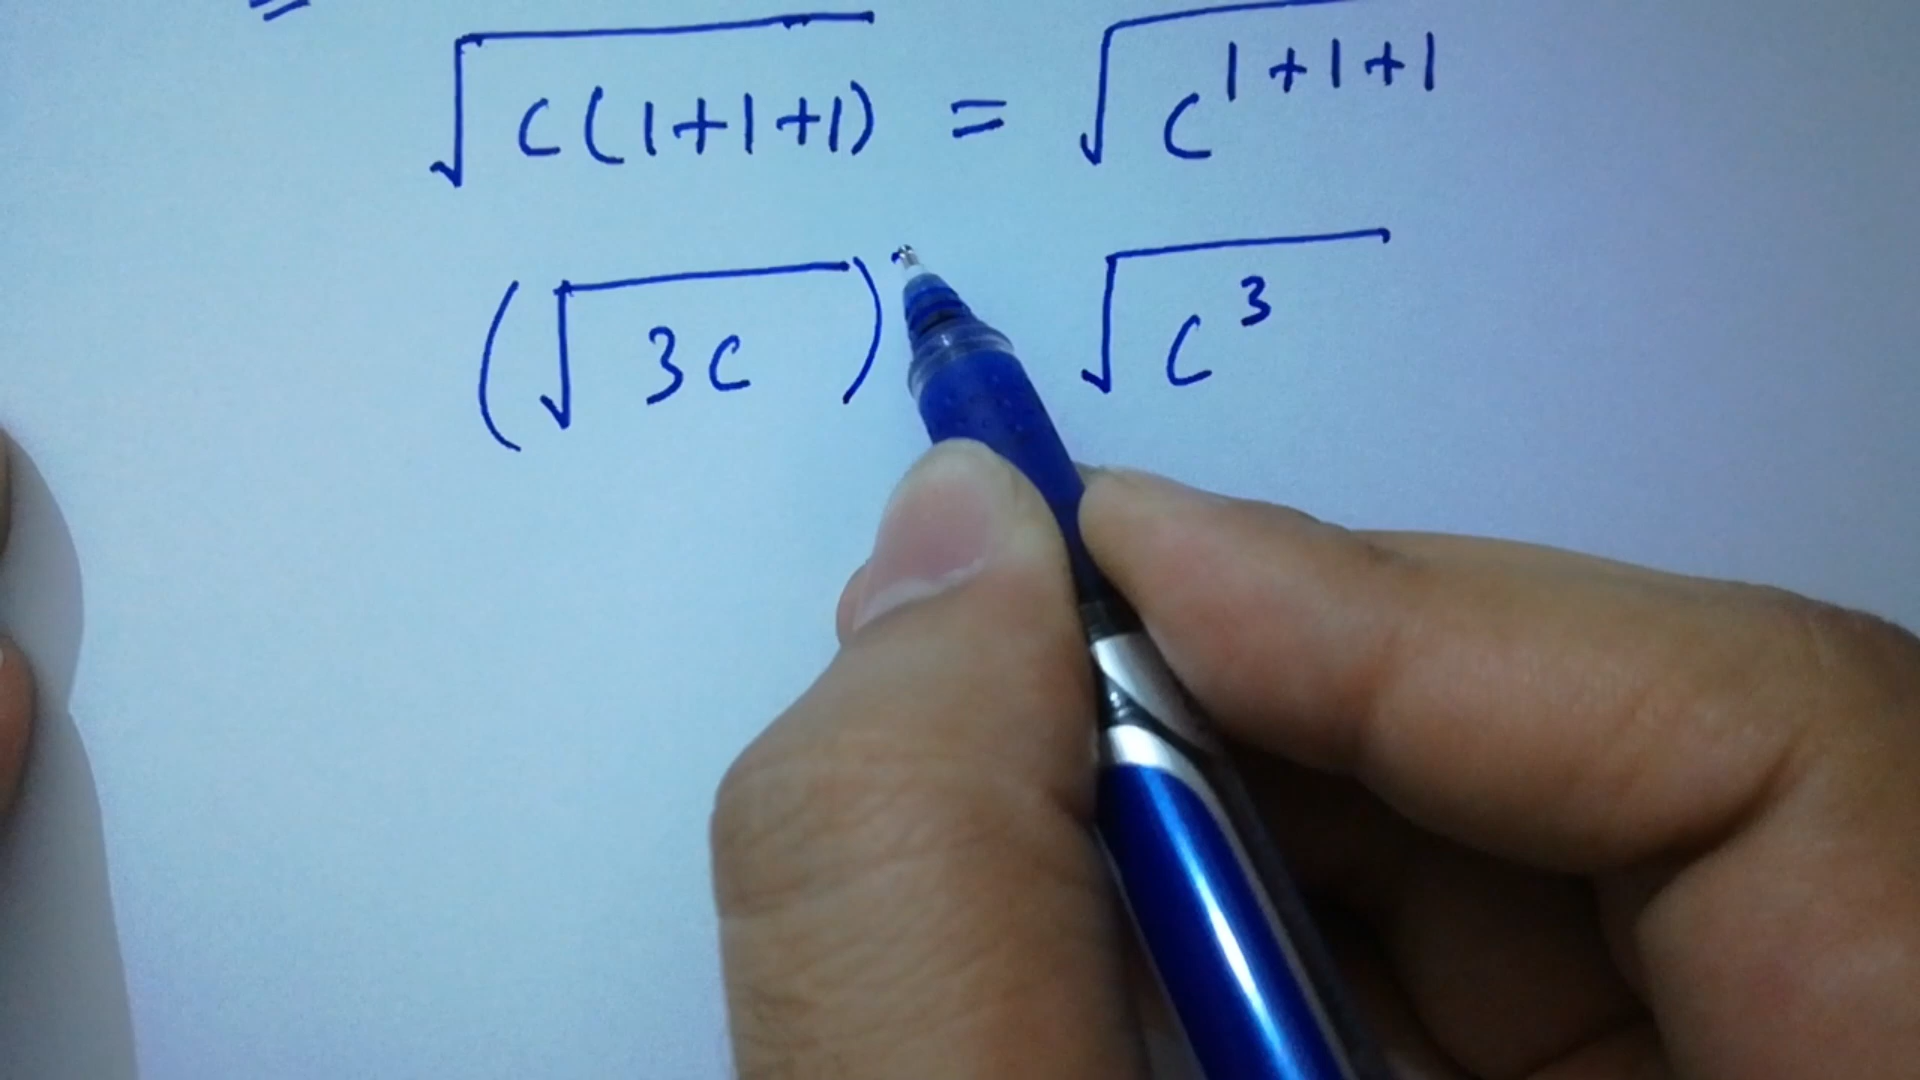 √c(1+1+1) = √c^1+1+1
(√3c) √c^3